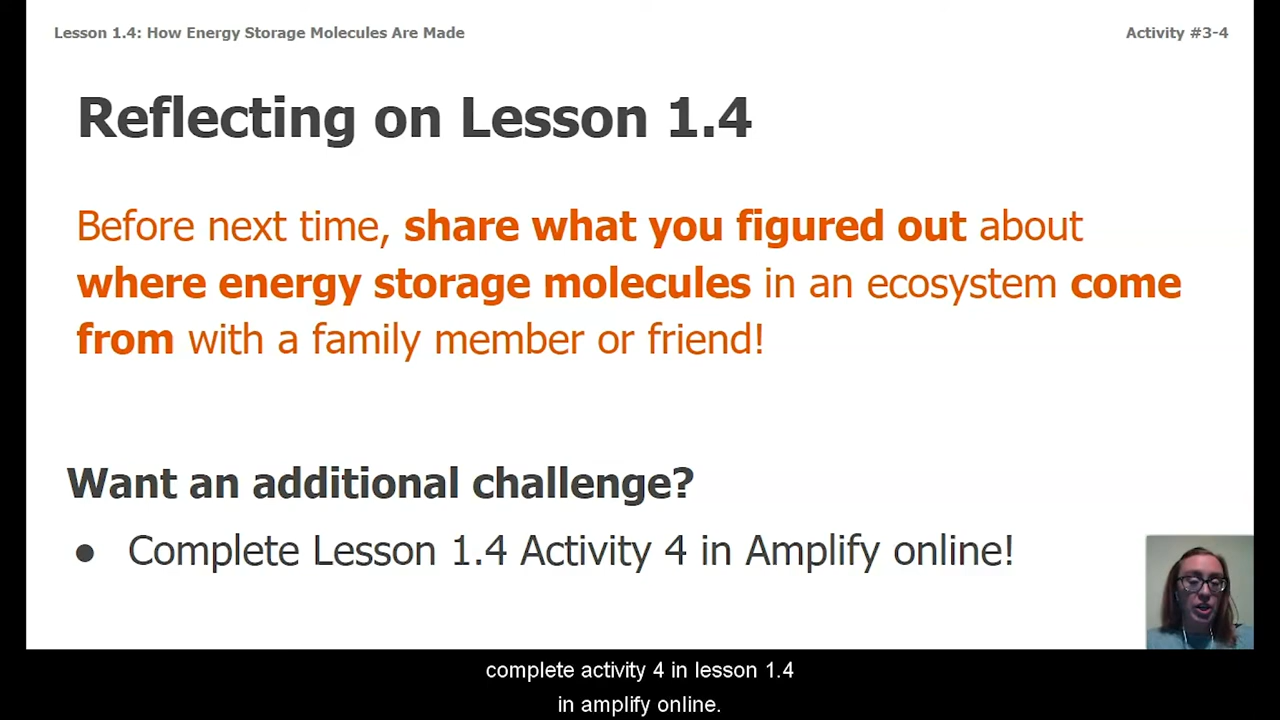 Lesson 1.4: How Energy Storage Molecules Are Made
Activity #3-4
Reflecting on Lesson 1.4
Before next time, share what you figured out about
where energy storage molecules in an ecosystem come
from with a family member or friend!
Want an additional challenge?
● Complete Lesson 1.4 Activity 4 in Amplify online!
complete activity 4 in lesson 1.4
in amplify online.